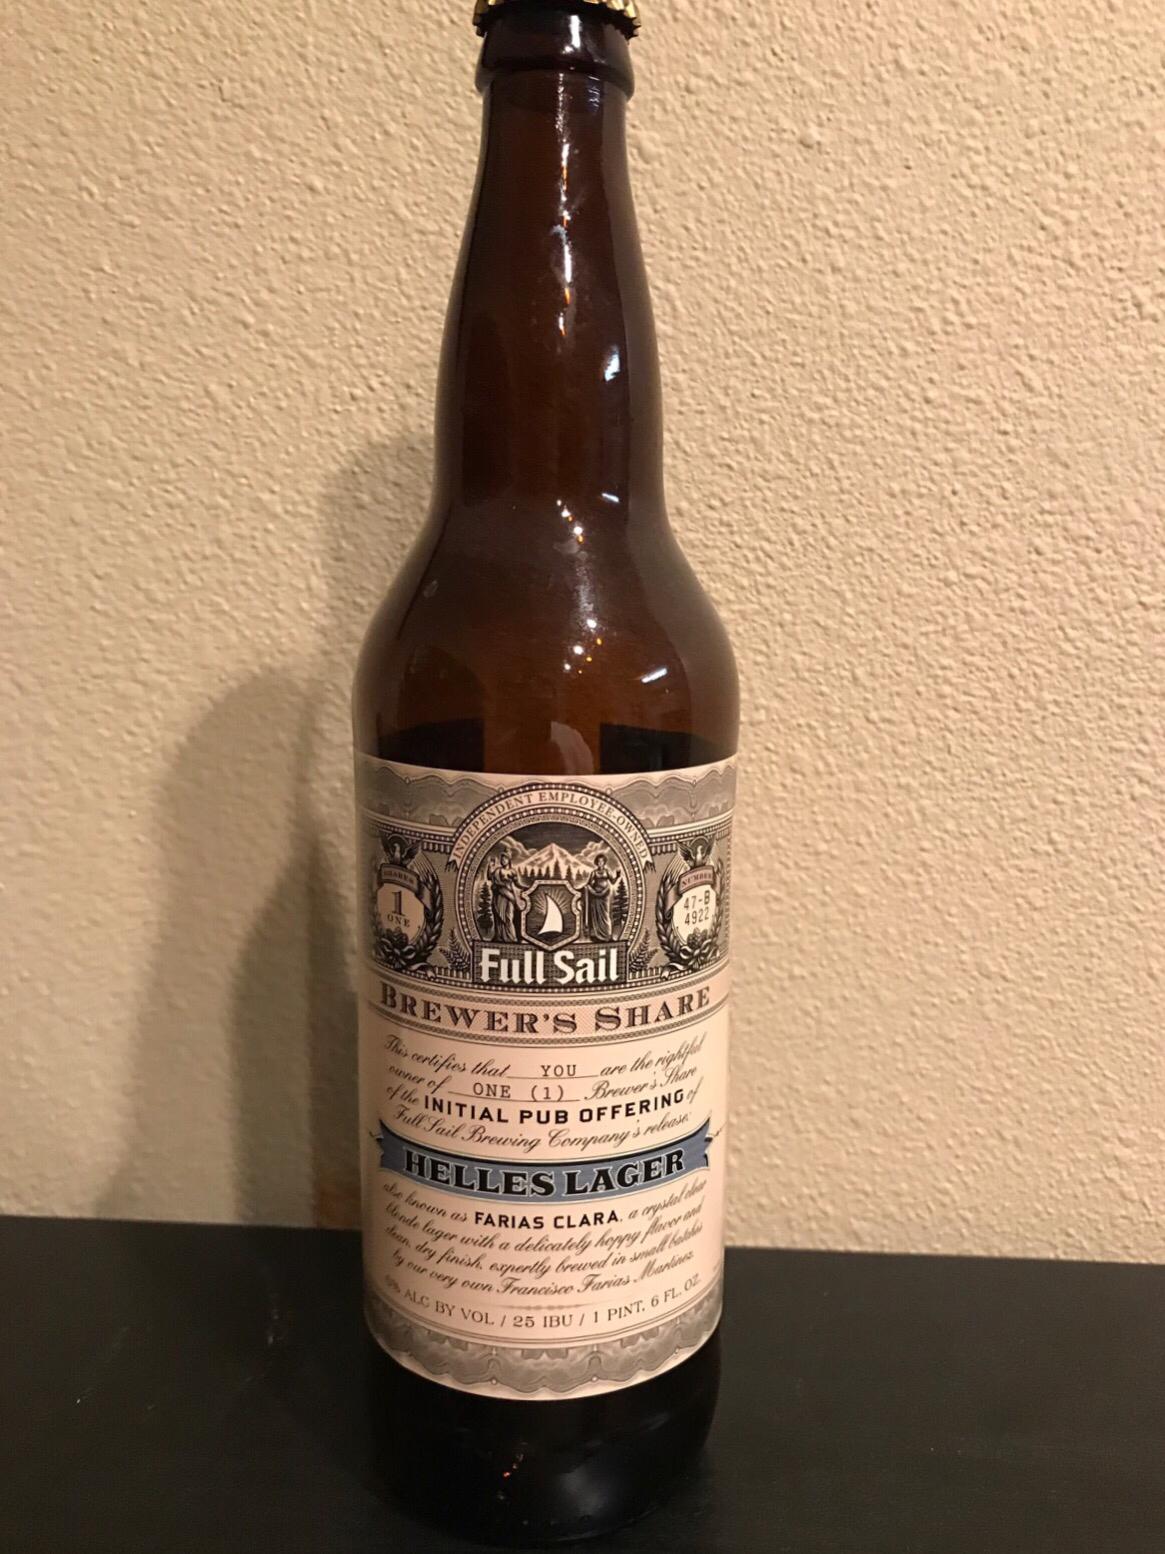 INDEPENDENT EMPLOYEE-OWNED
SHARES
1
ONE
NUMBER
47-B
4922
Full Sail
BREWER'S SHARE
This certifies that YOU are the rightful
owner of ONE (1) Brewer's Share
of the INITIAL PUB OFFERING of
Full Sail Brewing Company's release:
HELLES LAGER
also known as FARIAS CLARA, a crystal clear
blonde lager with a delicately hoppy flavor and
clean, dry finish, expertly brewed in small batches
by our very own Francisco Farias Martinez.
ALC BY VOL / 25 IBU / 1 PINT, 6 FL. OZ.